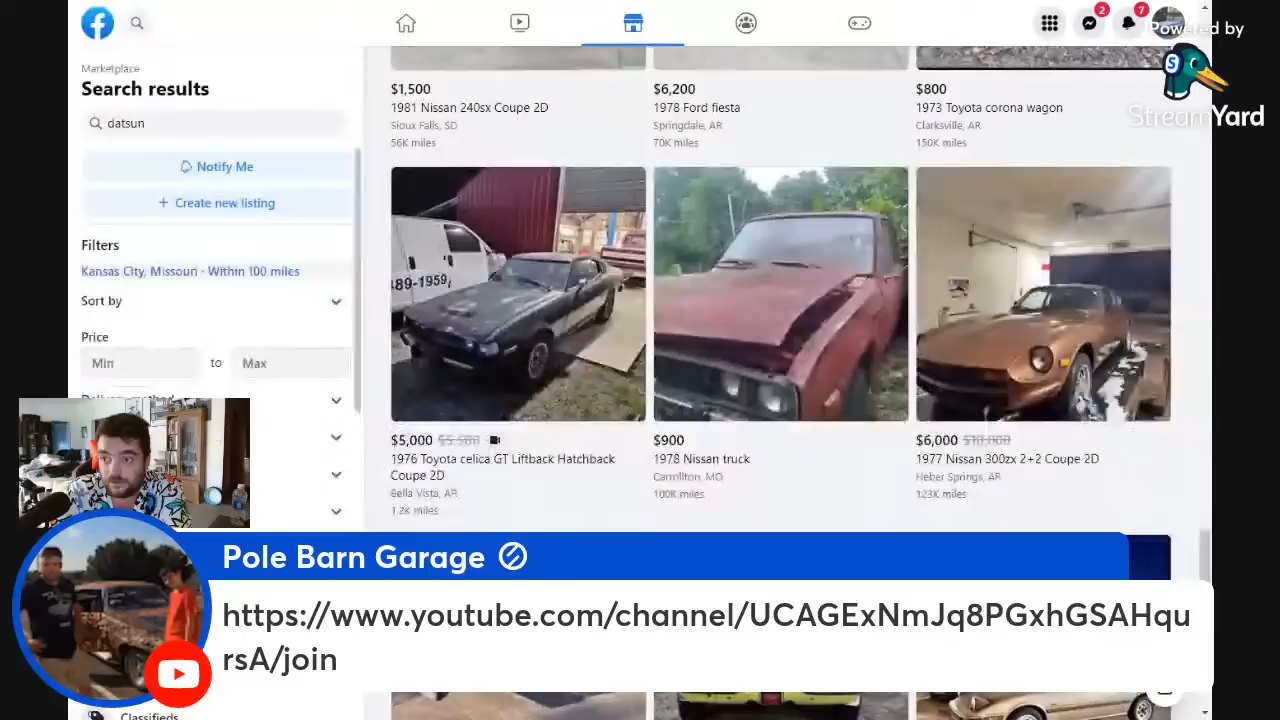 2
7
Powered by
S
StreamYard
Marketplace
Search results
datsun
Notify Me
+ Create new listing
Filters
Kansas City, Missouri · Within 100 miles
Sort by
Price
Min to Max
$1,500
1981 Nissan 240sx Coupe 2D
Sioux Falls, SD
56K miles
$6,200
1978 Ford fiesta
Springdale, AR
70K miles
$800
1973 Toyota corona wagon
Clarksville, AR
150K miles
489-1959
$5,000 $5,500
1976 Toyota celica GT Liftback Hatchback
Coupe 2D
Bella Vista, AR
1.2K miles
$900
1978 Nissan truck
Carrollton, MO
100K miles
$6,000 $10,000
1977 Nissan 300zx 2+2 Coupe 2D
Heber Springs, AR
123K miles
Pole Barn Garage
https://www.youtube.com/channel/UCAGExNmJq8PGxhGSAHqu
rsA/join
Classifieds